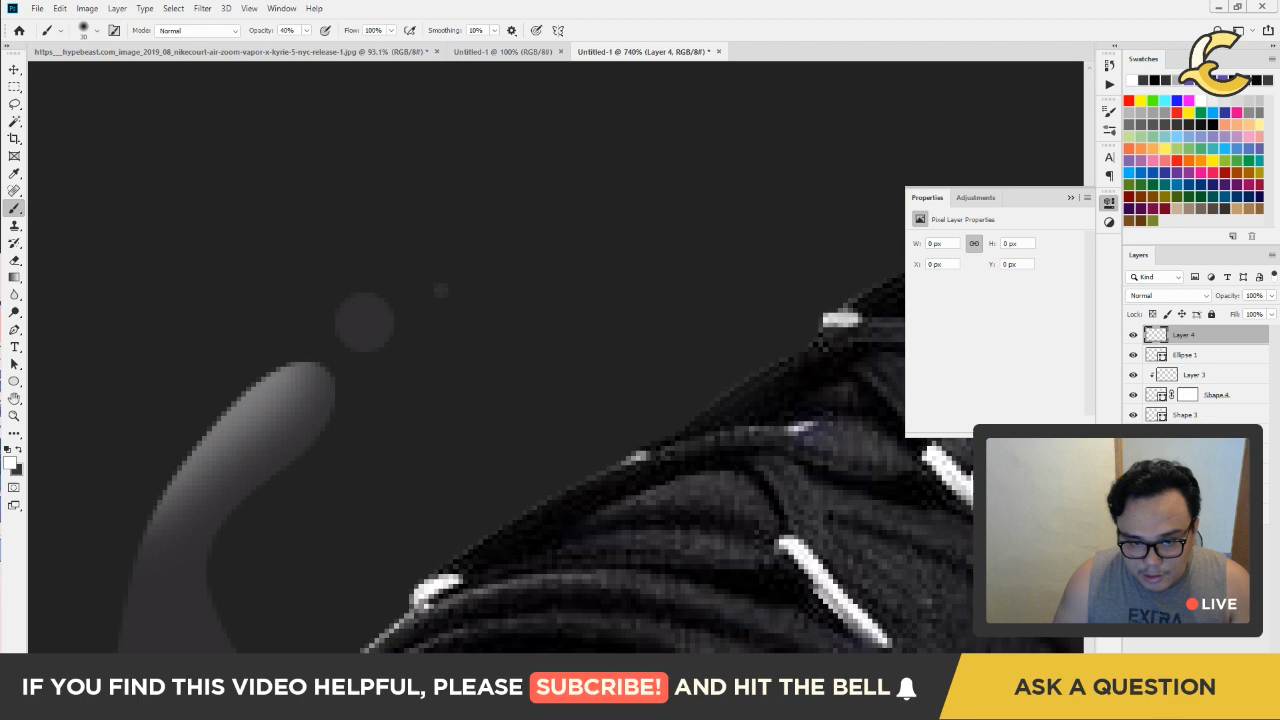 Ps File Edit Image Layer Type Select Filter 3D View Window Help
30 Mode: Normal Opacity: 40% Flow: 100% Smoothing: 10%
https__hypebeast.com_image_2019_08_nikecourt-air-zoom-vapor-x-kyrie-5-nyc-release-1.jpg @ 93.1% (RGB/8#) * Untitled-1 @ 100% (RGB/8#) Untitled-1 @ 740% (Layer 4, RGB/8#) *
Swatches
Properties Adjustments
Pixel Layer Properties
W: 0 px H: 0 px
X: 0 px Y: 0 px
Layers
Kind
Normal Opacity: 100%
Lock: Fill: 100%
Layer 4
Ellipse 1
Layer 3
Shape 4
Shape 3
EXTRA
LIVE
IF YOU FIND THIS VIDEO HELPFUL, PLEASE SUBCRIBE! AND HIT THE BELL ASK A QUESTION